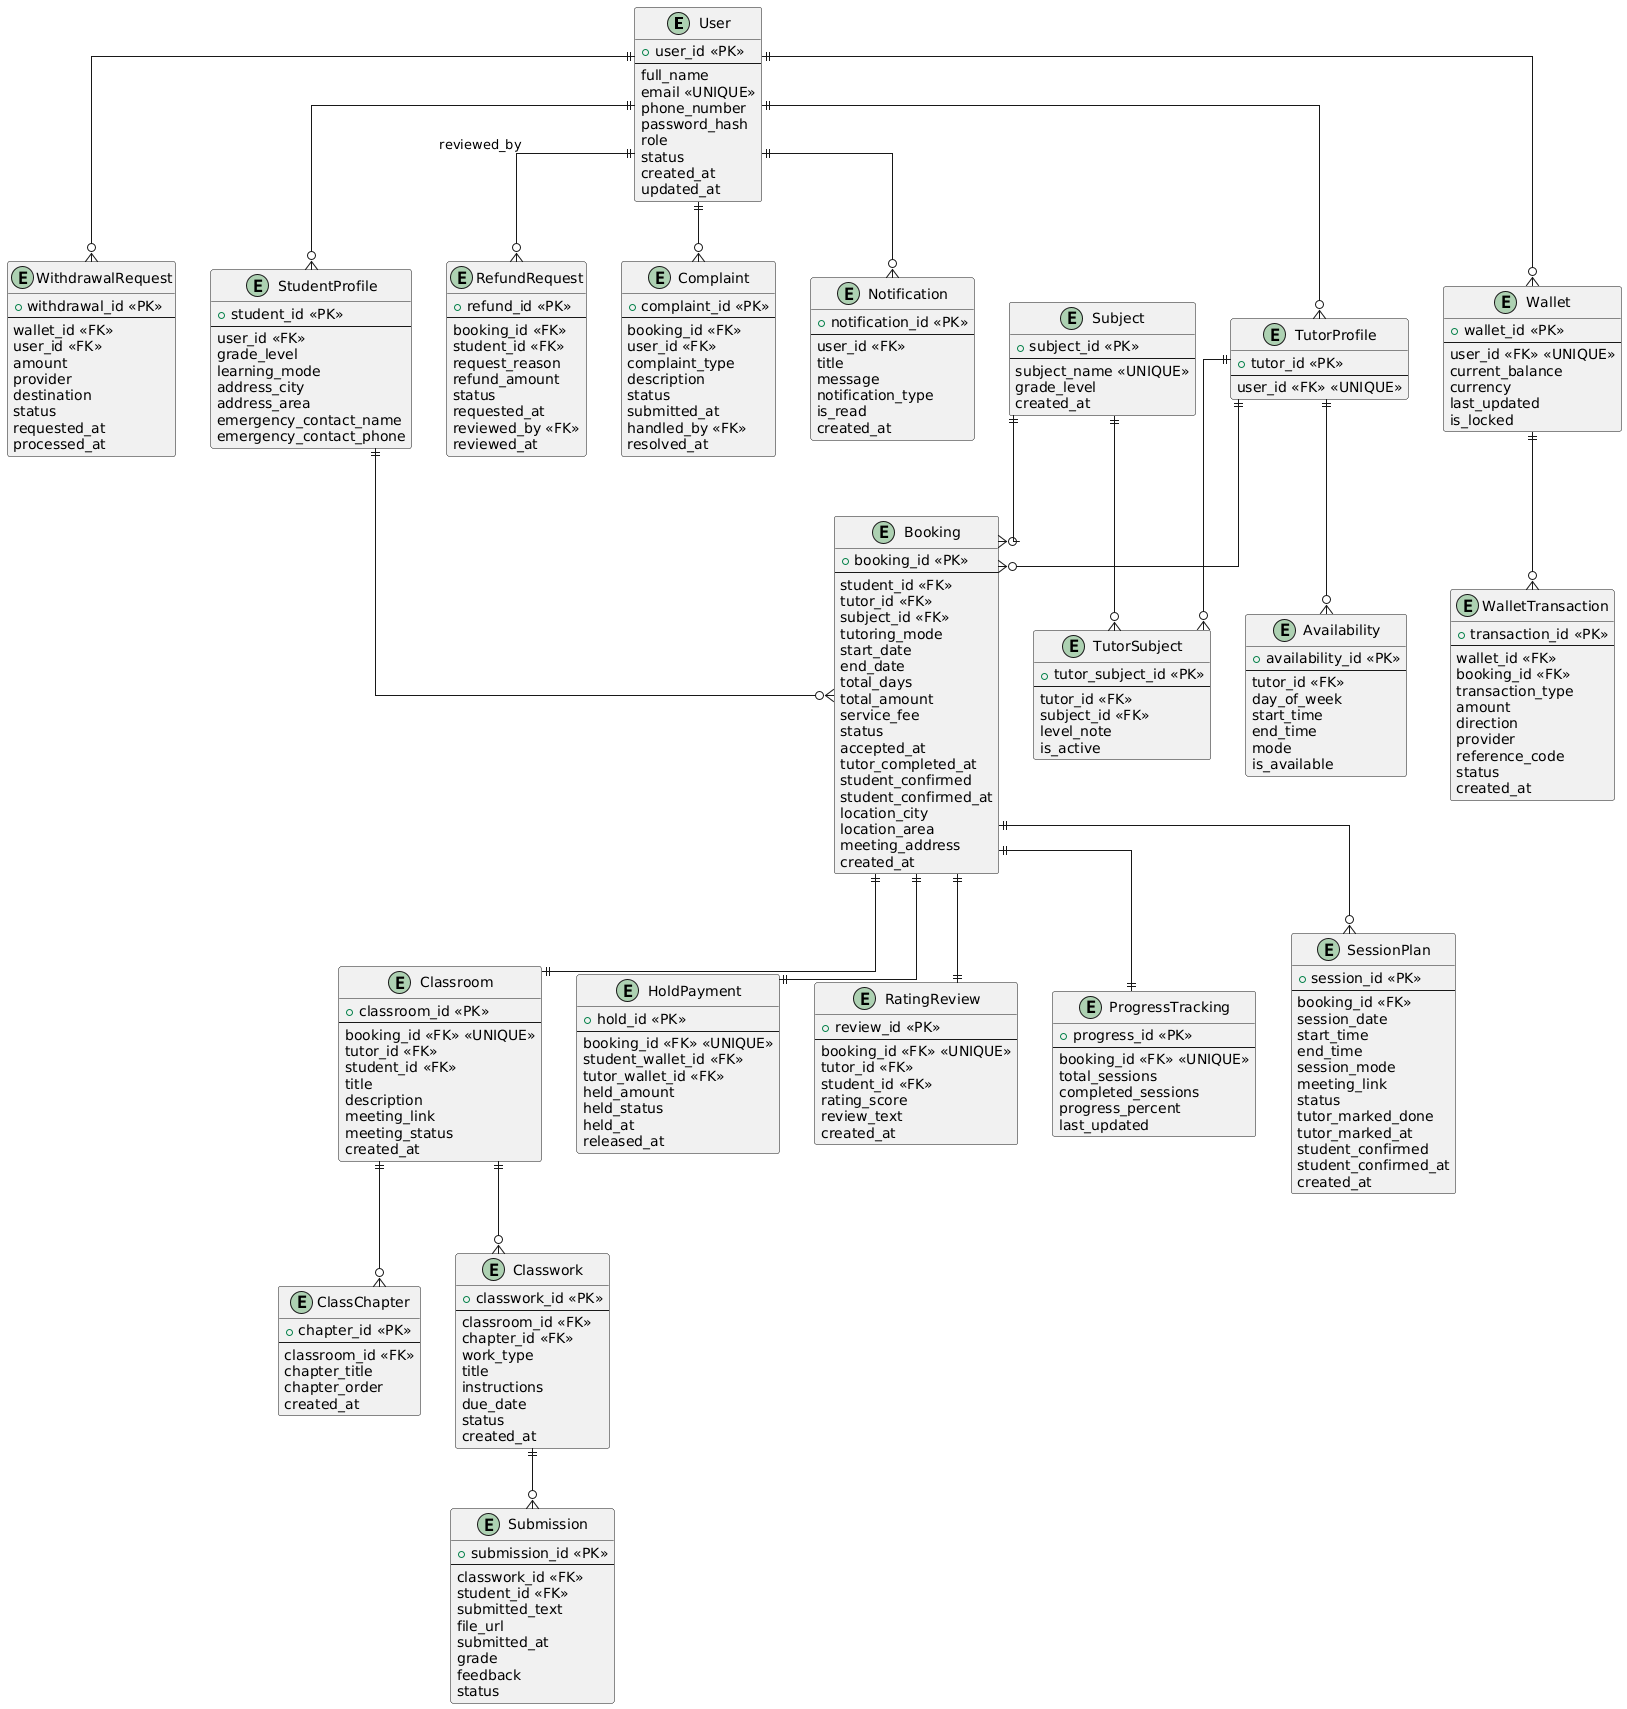 E User
user_id «PK»
full_name
email «UNIQUE»
phone_number
password_hash
role
status
created_at
updated_at
reviewed_by
E WithdrawalRequest
withdrawal_id «PK»
wallet_id «FK»
user_id «FK»
amount
provider
destination
status
requested_at
processed_at
E StudentProfile
student_id «PK»
user_id «FK»
grade_level
learning_mode
address_city
address_area
emergency_contact_name
emergency_contact_phone
E RefundRequest
refund_id «PK»
booking_id «FK»
student_id «FK»
request_reason
refund_amount
status
requested_at
reviewed_by «FK»
reviewed_at
E Complaint
complaint_id «PK»
booking_id «FK»
user_id «FK»
complaint_type
description
status
submitted_at
handled_by «FK»
resolved_at
E Notification
notification_id «PK»
user_id «FK»
title
message
notification_type
is_read
created_at
E Subject
subject_id «PK»
subject_name «UNIQUE»
grade_level
created_at
E TutorProfile
tutor_id «PK»
user_id «FK» «UNIQUE»
E Wallet
wallet_id «PK»
user_id «FK» «UNIQUE»
current_balance
currency
last_updated
is_locked
E Booking
booking_id «PK»
student_id «FK»
tutor_id «FK»
subject_id «FK»
tutoring_mode
start_date
end_date
total_days
total_amount
service_fee
status
accepted_at
tutor_completed_at
student_confirmed
student_confirmed_at
location_city
location_area
meeting_address
created_at
E TutorSubject
tutor_subject_id «PK»
tutor_id «FK»
subject_id «FK»
level_note
is_active
E Availability
availability_id «PK»
tutor_id «FK»
day_of_week
start_time
end_time
mode
is_available
E WalletTransaction
transaction_id «PK»
wallet_id «FK»
booking_id «FK»
transaction_type
amount
direction
provider
reference_code
status
created_at
E Classroom
classroom_id «PK»
booking_id «FK» «UNIQUE»
tutor_id «FK»
student_id «FK»
title
description
meeting_link
meeting_status
created_at
E HoldPayment
hold_id «PK»
booking_id «FK» «UNIQUE»
student_wallet_id «FK»
tutor_wallet_id «FK»
held_amount
held_status
held_at
released_at
E RatingReview
review_id «PK»
booking_id «FK» «UNIQUE»
tutor_id «FK»
student_id «FK»
rating_score
review_text
created_at
E ProgressTracking
progress_id «PK»
booking_id «FK» «UNIQUE»
total_sessions
completed_sessions
progress_percent
last_updated
E SessionPlan
session_id «PK»
booking_id «FK»
session_date
start_time
end_time
session_mode
meeting_link
status
tutor_marked_done
tutor_marked_at
student_confirmed
student_confirmed_at
created_at
E ClassChapter
chapter_id «PK»
classroom_id «FK»
chapter_title
chapter_order
created_at
E Classwork
classwork_id «PK»
classroom_id «FK»
chapter_id «FK»
work_type
title
instructions
due_date
status
created_at
E Submission
submission_id «PK»
classwork_id «FK»
student_id «FK»
submitted_text
file_url
submitted_at
grade
feedback
status